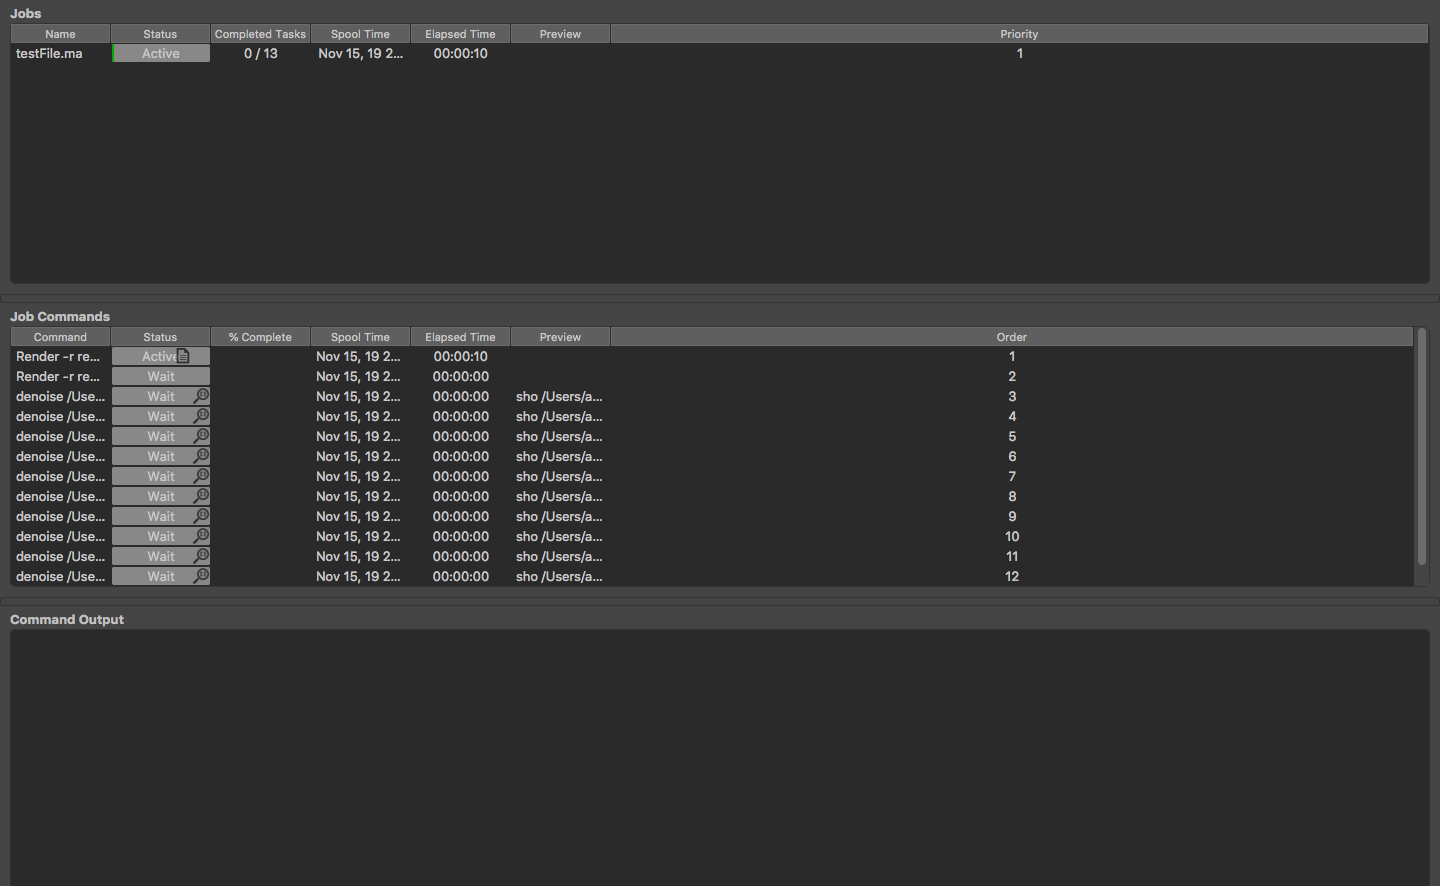 Jobs
Name Status Completed Tasks Spool Time Elapsed Time Preview Priority
testFile.ma Active 0 / 13 Nov 15, 19 2... 00:00:10 1
Job Commands
Command Status % Complete Spool Time Elapsed Time Preview Order
Render -r re... Active Nov 15, 19 2... 00:00:10 1
Render -r re... Wait Nov 15, 19 2... 00:00:00 2
denoise /Use... Wait Nov 15, 19 2... 00:00:00 sho /Users/a... 3
denoise /Use... Wait Nov 15, 19 2... 00:00:00 sho /Users/a... 4
denoise /Use... Wait Nov 15, 19 2... 00:00:00 sho /Users/a... 5
denoise /Use... Wait Nov 15, 19 2... 00:00:00 sho /Users/a... 6
denoise /Use... Wait Nov 15, 19 2... 00:00:00 sho /Users/a... 7
denoise /Use... Wait Nov 15, 19 2... 00:00:00 sho /Users/a... 8
denoise /Use... Wait Nov 15, 19 2... 00:00:00 sho /Users/a... 9
denoise /Use... Wait Nov 15, 19 2... 00:00:00 sho /Users/a... 10
denoise /Use... Wait Nov 15, 19 2... 00:00:00 sho /Users/a... 11
denoise /Use... Wait Nov 15, 19 2... 00:00:00 sho /Users/a... 12
Command Output